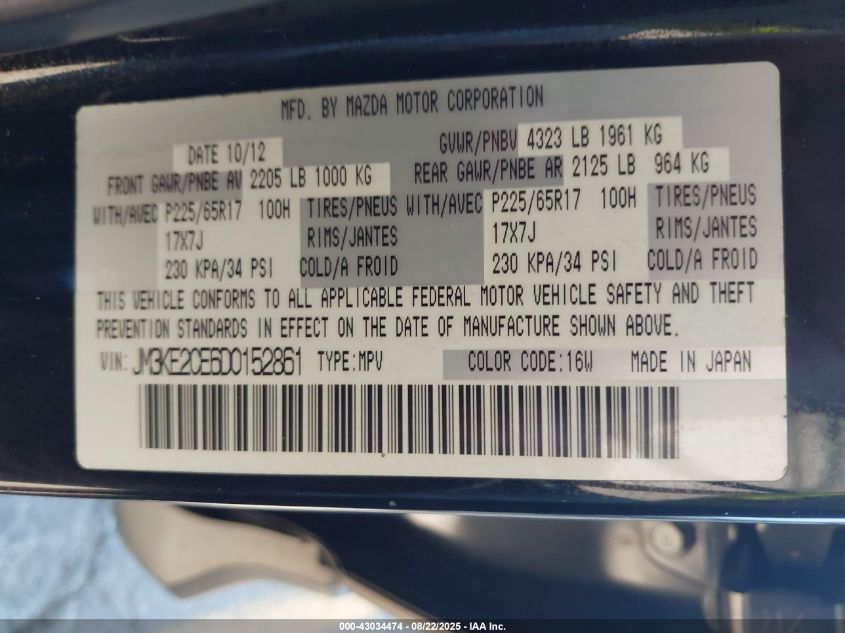 MFD. BY MAZDA MOTOR CORPORATION
DATE 10/12 GVWR/PNBV 4323 LB 1961 KG
FRONT GAWR/PNBE AV 2205 LB 1000 KG REAR GAWR/PNBE AR 2125 LB 964 KG
WITH/AVEC P225/65R17 100H TIRES/PNEUS WITH/AVEC P225/65R17 100H TIRES/PNEUS
17X7J RIMS/JANTES 17X7J RIMS/JANTES
230 KPA/34 PSI COLD/A FROID 230 KPA/34 PSI COLD/A FROID
THIS VEHICLE CONFORMS TO ALL APPLICABLE FEDERAL MOTOR VEHICLE SAFETY AND THEFT
PREVENTION STANDARDS IN EFFECT ON THE DATE OF MANUFACTURE SHOWN ABOVE.
VIN: JM3KE2CE6D0152861 TYPE:MPV COLOR CODE:16W MADE IN JAPAN
000-43034474 - 08/22/2025 - IAA Inc.